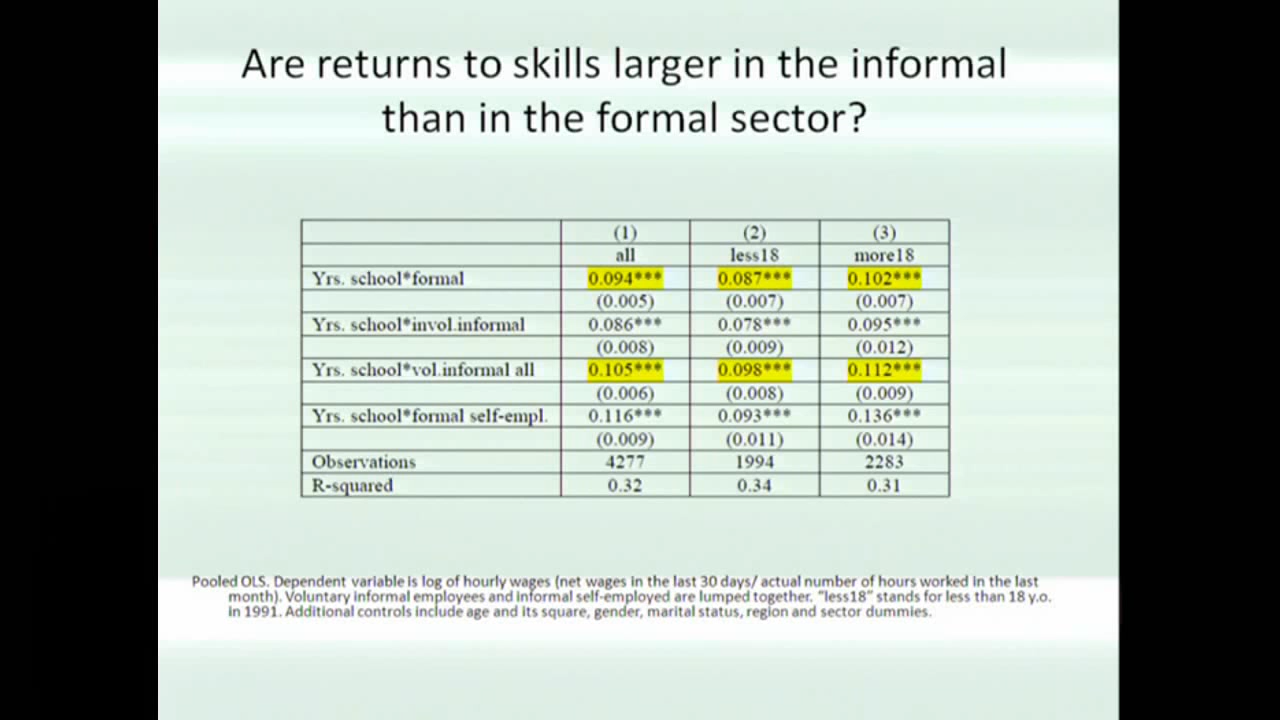 Are returns to skills larger in the informal
than in the formal sector?
(1) (2) (3)
all less18 more18
Yrs. school*formal 0.094*** 0.087*** 0.102***
(0.005) (0.007) (0.007)
Yrs. school*invol.informal 0.086*** 0.078*** 0.095***
(0.008) (0.009) (0.012)
Yrs. school*vol.informal all 0.105*** 0.098*** 0.112***
(0.006) (0.008) (0.009)
Yrs. school*formal self-empl. 0.116*** 0.093*** 0.136***
(0.009) (0.011) (0.014)
Observations 4277 1994 2283
R-squared 0.32 0.34 0.31
Pooled OLS. Dependent variable is log of hourly wages (net wages in the last 30 days/ actual number of hours worked in the last
month). Voluntary informal employees and informal self-employed are lumped together. "less18" stands for less than 18 y.o.
in 1991. Additional controls include age and its square, gender, marital status, region and sector dummies.